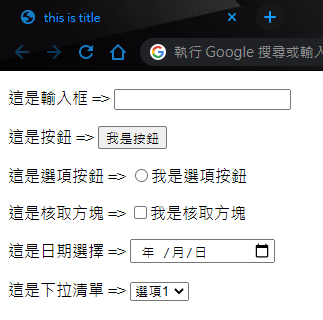 this is title
執行 Google 搜尋或輸入
這是輸入框 =>
這是按鈕 => 我是按鈕
這是選項按鈕 => 我是選項按鈕
這是核取方塊 => 我是核取方塊
這是日期選擇 => 年 /月/日
這是下拉清單 => 選項1